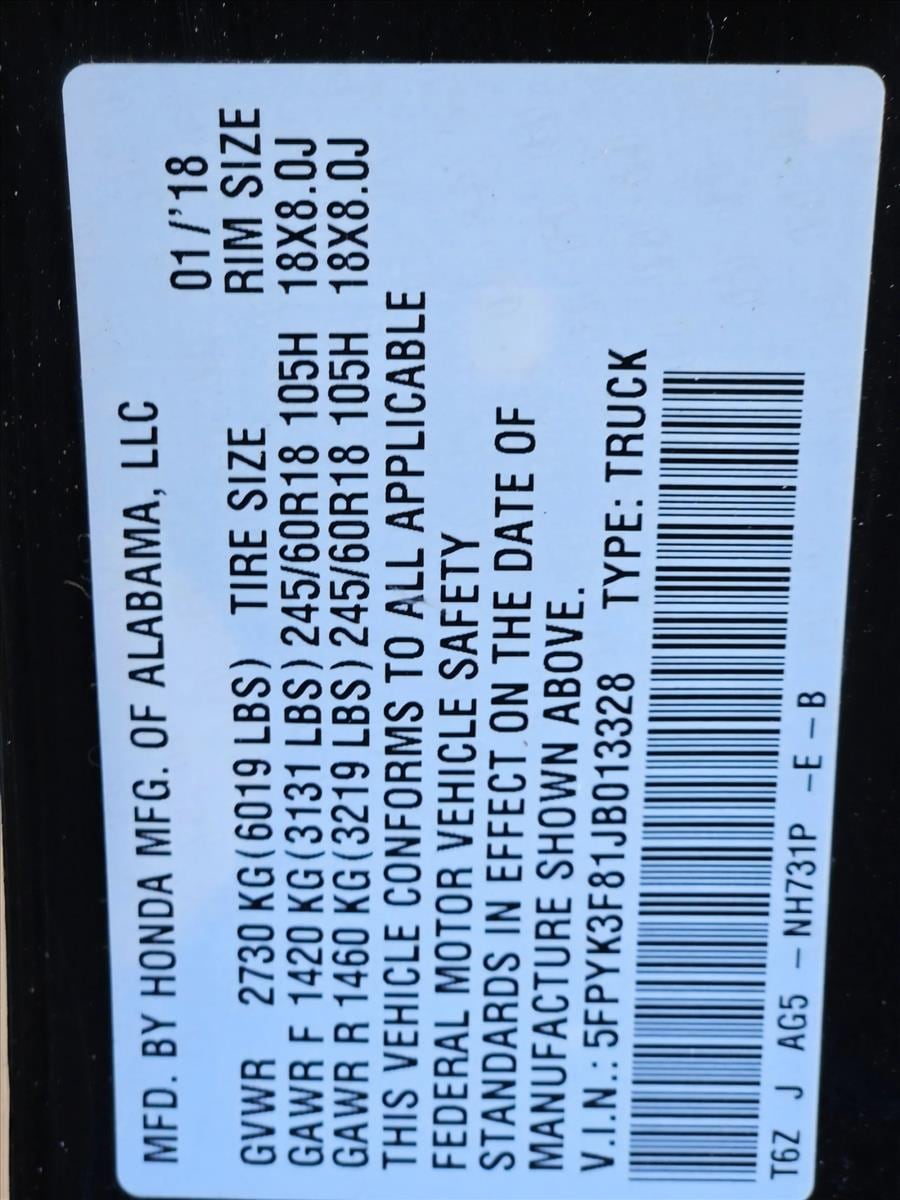 MFD. BY HONDA MFG. OF ALABAMA, LLC
01 /'18
GVWR 2730 KG(6019 LBS) TIRE SIZE RIM SIZE
GAWR F 1420 KG(3131 LBS) 245/60R18 105H 18X8.0J
GAWR R 1460 KG(3219 LBS) 245/60R18 105H 18X8.0J
THIS VEHICLE CONFORMS TO ALL APPLICABLE
FEDERAL MOTOR VEHICLE SAFETY
STANDARDS IN EFFECT ON THE DATE OF
MANUFACTURE SHOWN ABOVE.
V.I.N.: 5FPYK3F81JB013328 TYPE: TRUCK
T6Z J AG5 – NH731P –E – B